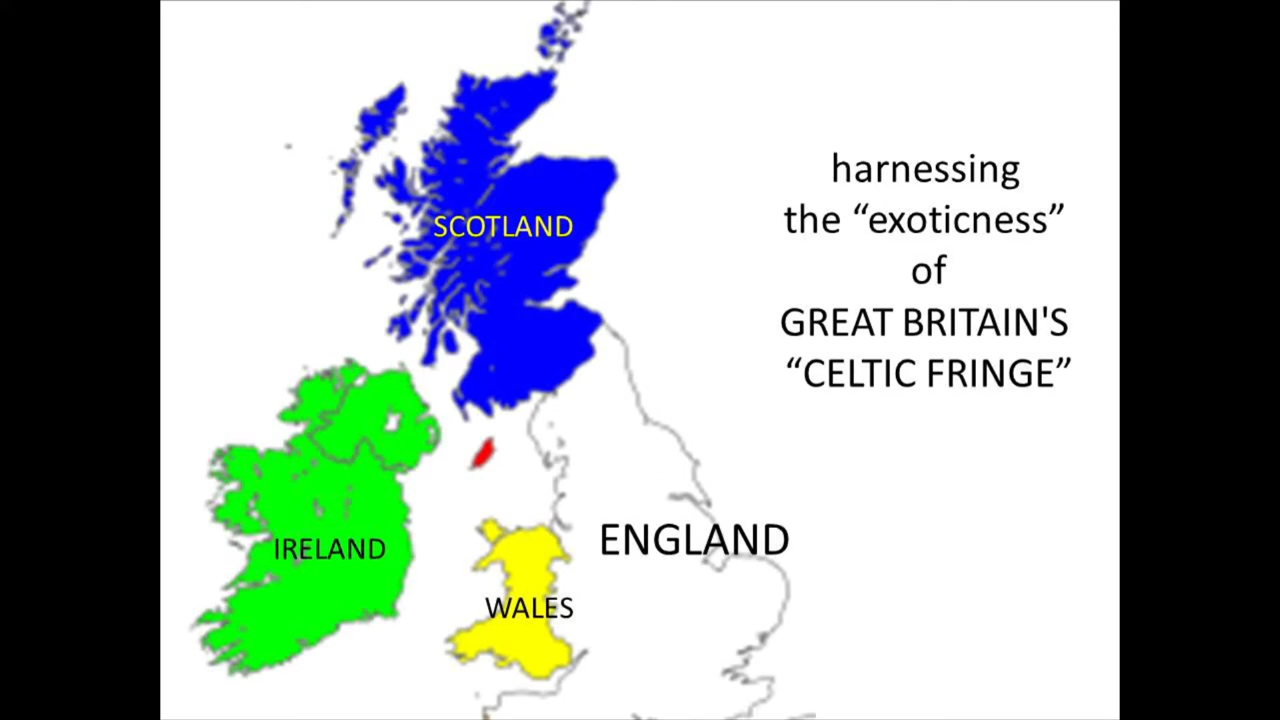 harnessing
the “exoticness”
of
GREAT BRITAIN'S
“CELTIC FRINGE”
SCOTLAND
ENGLAND
IRELAND
WALES